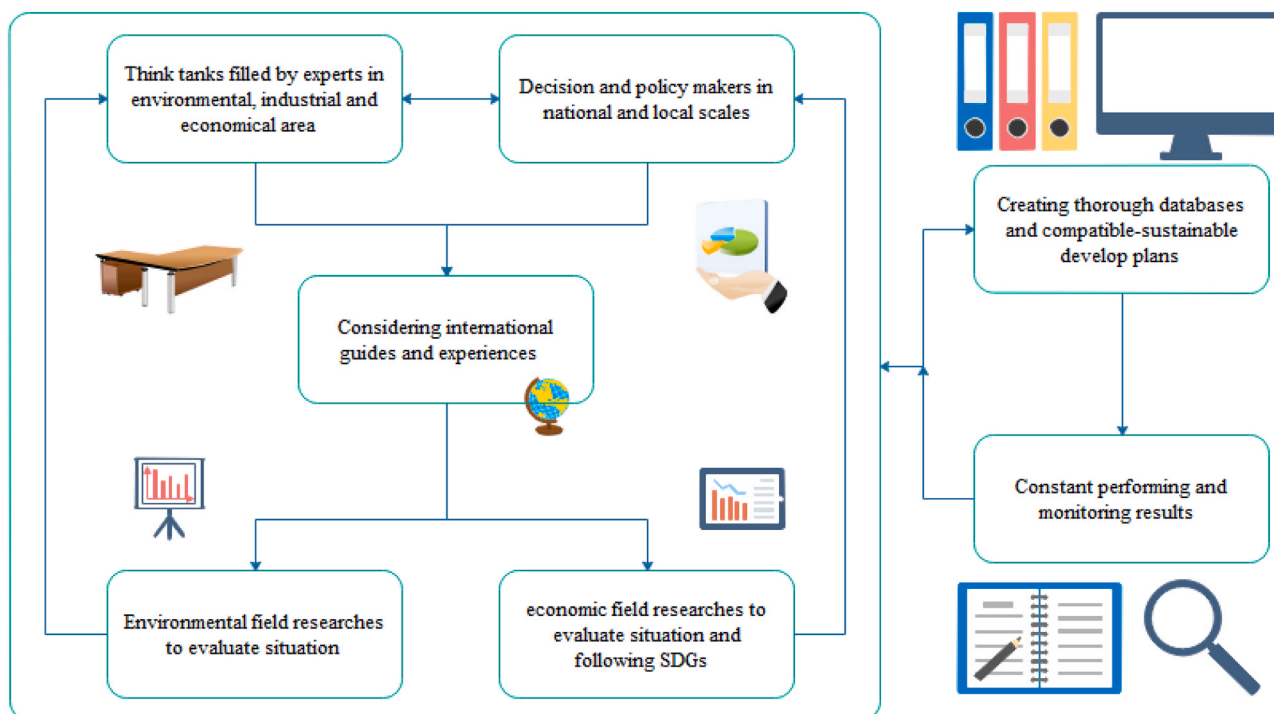 Think tanks filled by experts in
environmental, industrial and
economical area
Decision and policy makers in
national and local scales
Creating thorough databases
and compatible-sustainable
develop plans
Considering international
guides and experiences
Constant performing and
monitoring results
Environmental field researches
to evaluate situation
economic field researches to
evaluate situation and
following SDGs